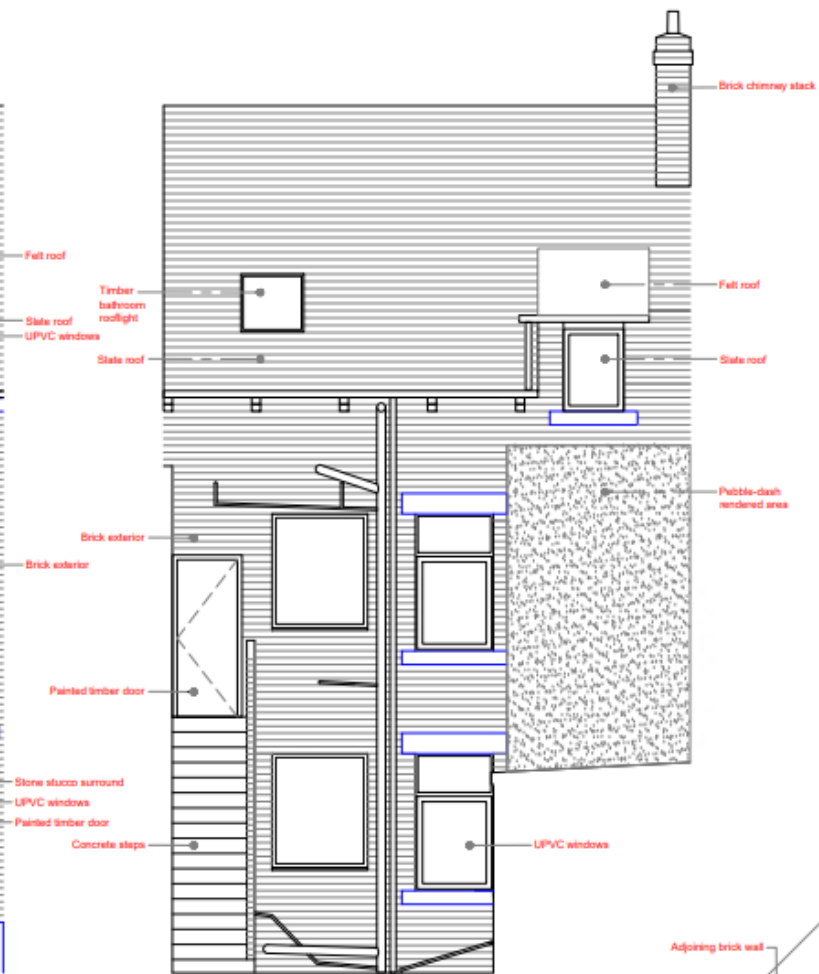 Brick chimney stack
Felt roof
Timber
bathroom
rooflight
Felt roof
Slate roof
UPVC windows
Slate roof
Slate roof
Pebble-dash
rendered area
Brick exterior
Brick exterior
Painted timber door
Stone stucco surround
UPVC windows
Painted timber door
Concrete steps
UPVC windows
Adjoining brick wall